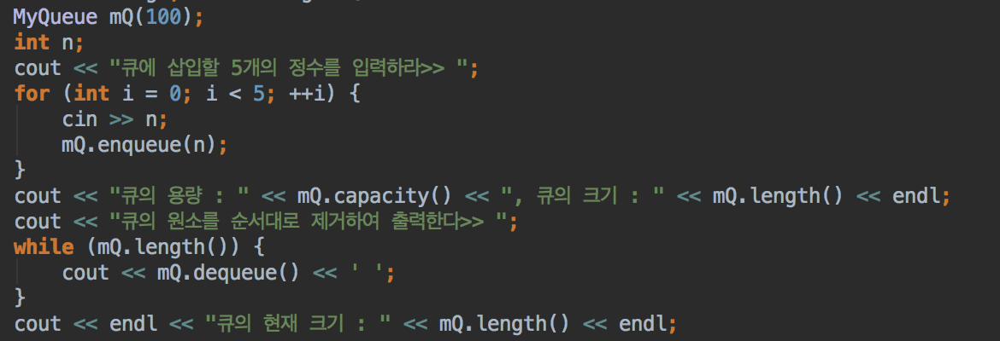 MyQueue mQ(100);
int n;
cout << "큐에 삽입할 5개의 정수를 입력하라>> ";
for (int i = 0; i < 5; ++i) {
    cin >> n;
    mQ.enqueue(n);
}
cout << "큐의 용량 : " << mQ.capacity() << ", 큐의 크기 : " << mQ.length() << endl;
cout << "큐의 원소를 순서대로 제거하여 출력한다>> ";
while (mQ.length()) {
    cout << mQ.dequeue() << ' ';
}
cout << endl << "큐의 현재 크기 : " << mQ.length() << endl;